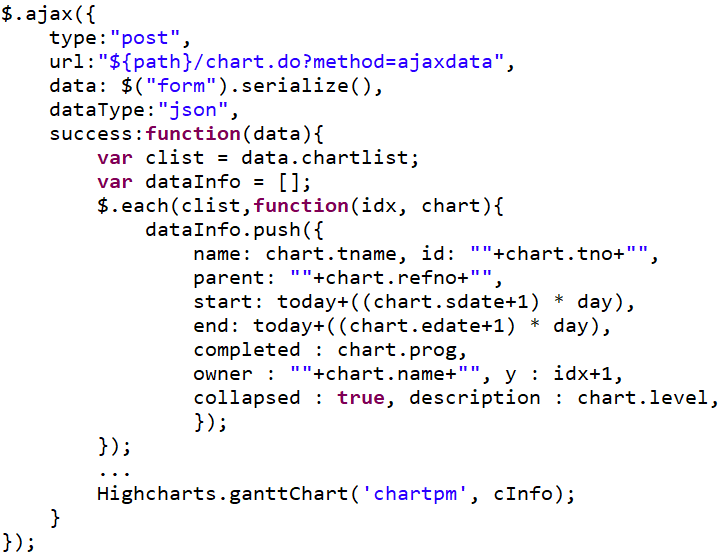 $.ajax({
    type:"post",
    url:"${path}/chart.do?method=ajaxdata",
    data: $("form").serialize(),
    dataType:"json",
    success:function(data){
        var clist = data.chartlist;
        var dataInfo = [];
        $.each(clist,function(idx, chart){
            dataInfo.push({
                name: chart.tname, id: ""+chart.tno+"",
                parent: ""+chart.refno+"",
                start: today+((chart.sdate+1) * day),
                end: today+((chart.edate+1) * day),
                completed : chart.prog,
                owner : ""+chart.name+"", y : idx+1,
                collapsed : true, description : chart.level,
                });
        });
        ...
        Highcharts.ganttChart('chartpm', cInfo);
    }
});